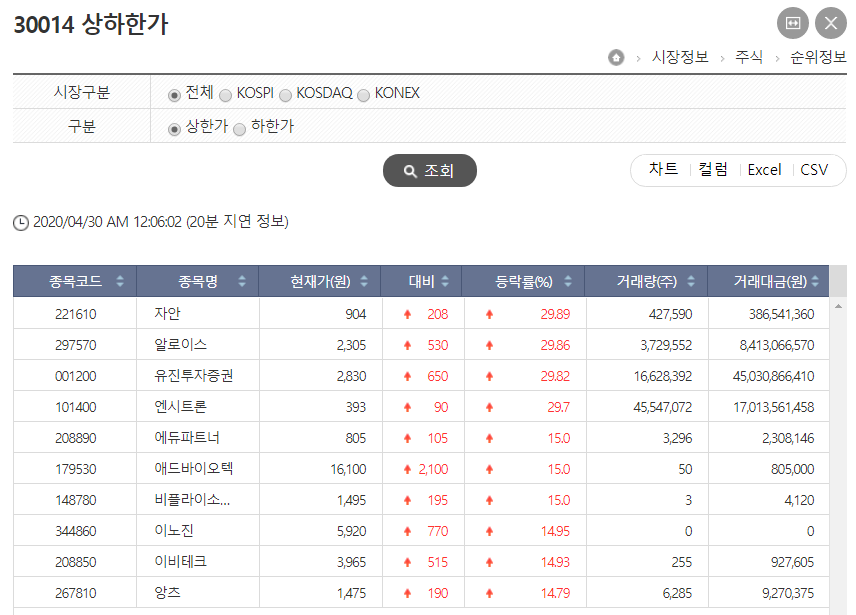 30014 상하한가
시장정보 주식 순위정보
시장구분 전체 KOSPI KOSDAQ KONEX
구분 상한가 하한가
조회 차트 컬럼 Excel CSV
2020/04/30 AM 12:06:02 (20분 지연 정보)
종목코드 종목명 현재가(원) 대비 등락률(%) 거래량(주) 거래대금(원)
221610 자안 904 208 29.89 427,590 386,541,360
297570 알로이스 2,305 530 29.86 3,729,552 8,413,066,570
001200 유진투자증권 2,830 650 29.82 16,628,392 45,030,866,410
101400 엔시트론 393 90 29.7 45,547,072 17,013,561,458
208890 에듀파트너 805 105 15.0 3,296 2,308,146
179530 애드바이오텍 16,100 2,100 15.0 50 805,000
148780 비플라이소... 1,495 195 15.0 3 4,120
344860 이노진 5,920 770 14.95 0 0
208850 이비테크 3,965 515 14.93 255 927,605
267810 앙츠 1,475 190 14.79 6,285 9,270,375